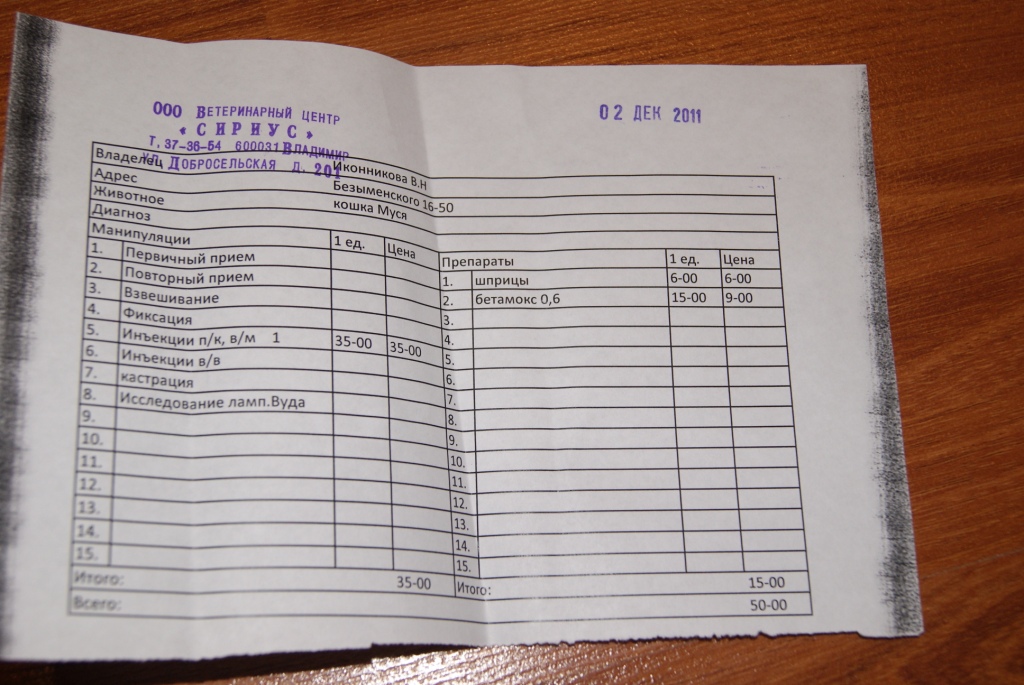 ООО ВЕТЕРИНАРНЫЙ ЦЕНТР
«СИРИУС»
Т. 37-36-54 600031 ВЛАДИМИР
УЛ. ДОБРОСЕЛЬСКАЯ Д. 201
02 ДЕК 2011
Владелец Иконникова В.Н
Адрес Безыменского 16-50
Животное кошка Муся
Диагноз
Манипуляции 1 ед. Цена
1. Первичный прием
2. Повторный прием
3. Взвешивание
4. Фиксация
5. Инъекции п/к, в/м 1 35-00 35-00
6. Инъекции в/в
7. кастрация
8. Исследование ламп.Вуда
9.
10.
11.
12.
13.
14.
15.
Итого: 35-00
Препараты 1 ед. Цена
1. шприцы 6-00 6-00
2. бетамокс 0,6 15-00 9-00
3.
4.
5.
6.
7.
8.
9.
10.
11.
12.
13.
14.
15.
Итого: 15-00
Всего: 50-00